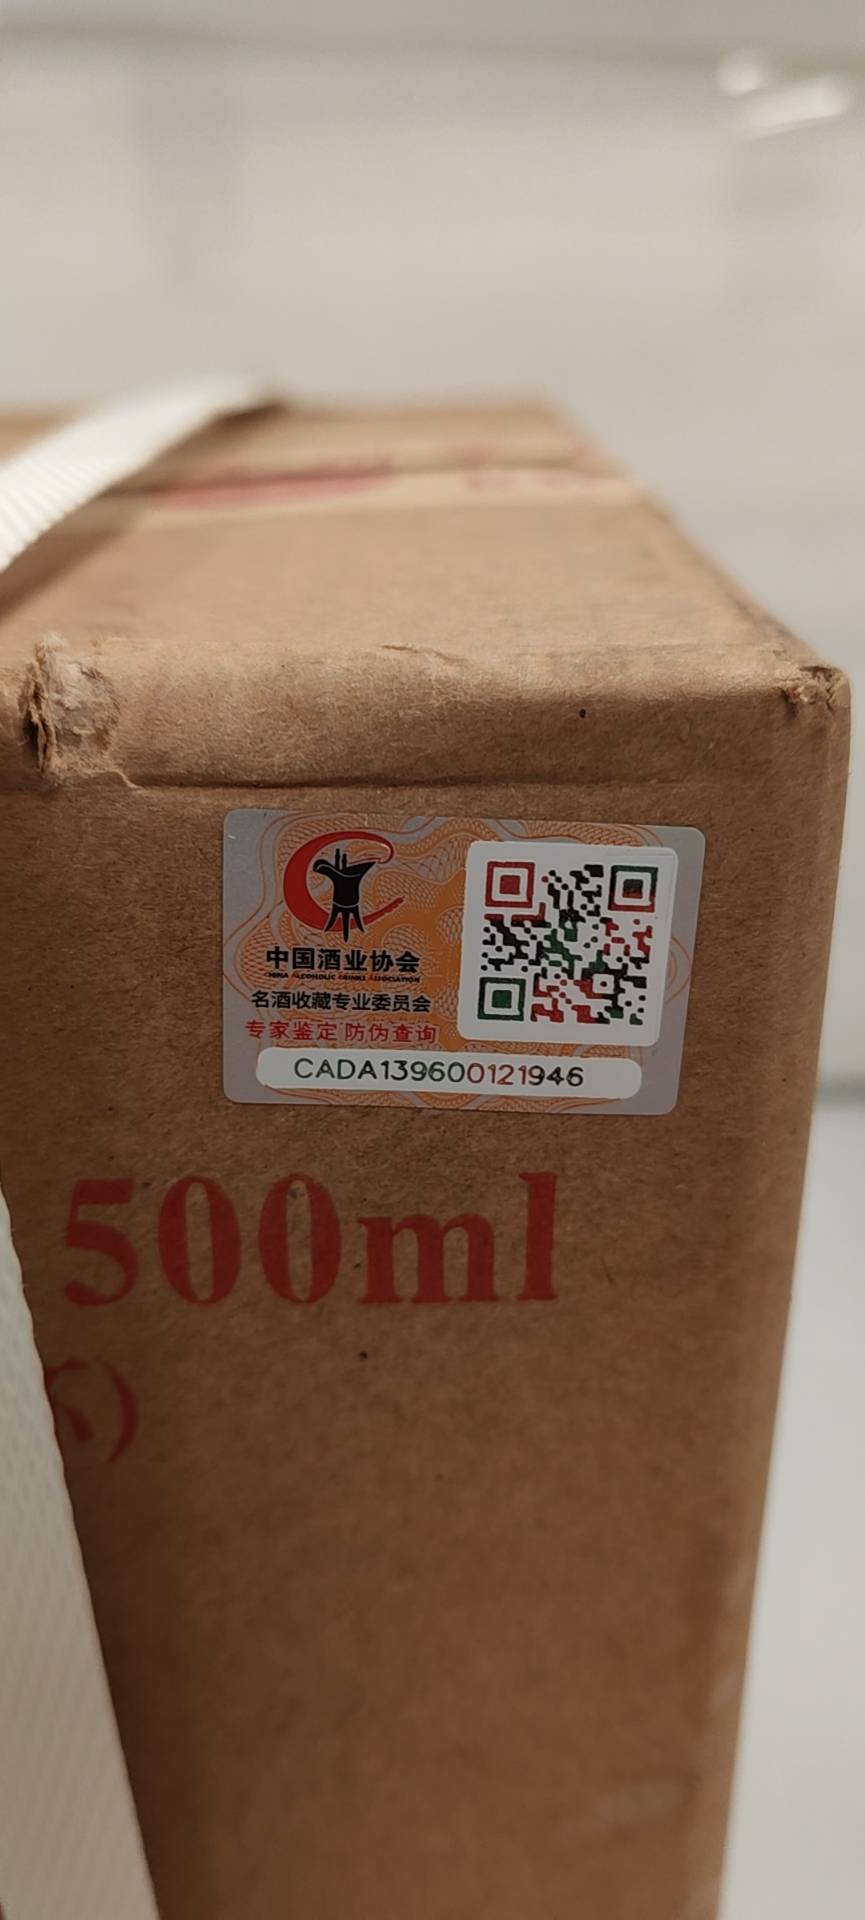 中国酒业协会
CHINA ALCOHOLIC DRINKS ASSOCIATION
名酒收藏专业委员会
专家鉴定 防伪查询
CADA139600121946
500ml